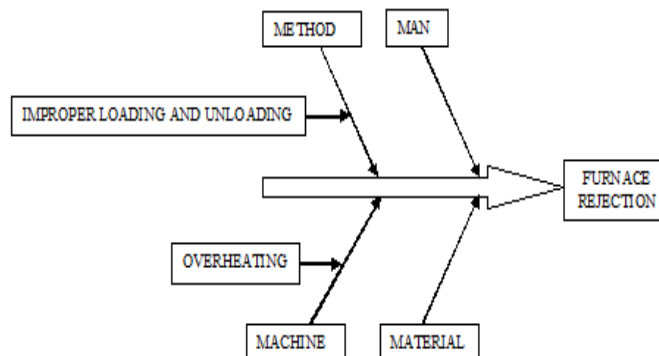 METHOD
MAN
IMPROPER LOADING AND UNLOADING
FURNACE
REJECTION
OVERHEATING
MACHINE
MATERIAL